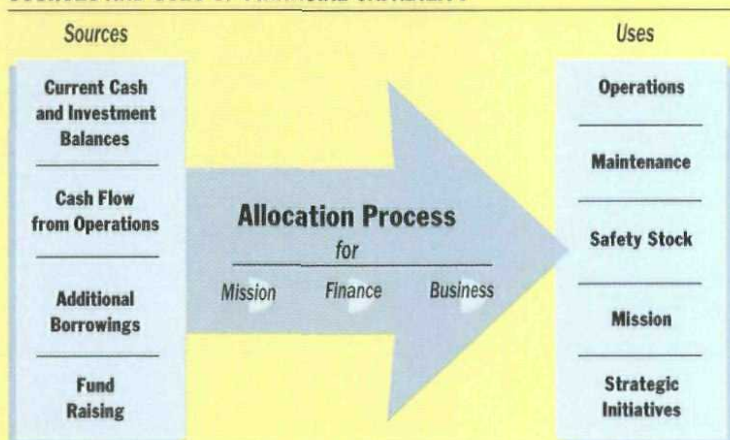 Sources
Uses
Current Cash
and Investment
Balances
Cash Flow
from Operations
Additional
Borrowings
Fund
Raising
Allocation Process
for
Mission Finance Business
Operations
Maintenance
Safety Stock
Mission
Strategic
Initiatives